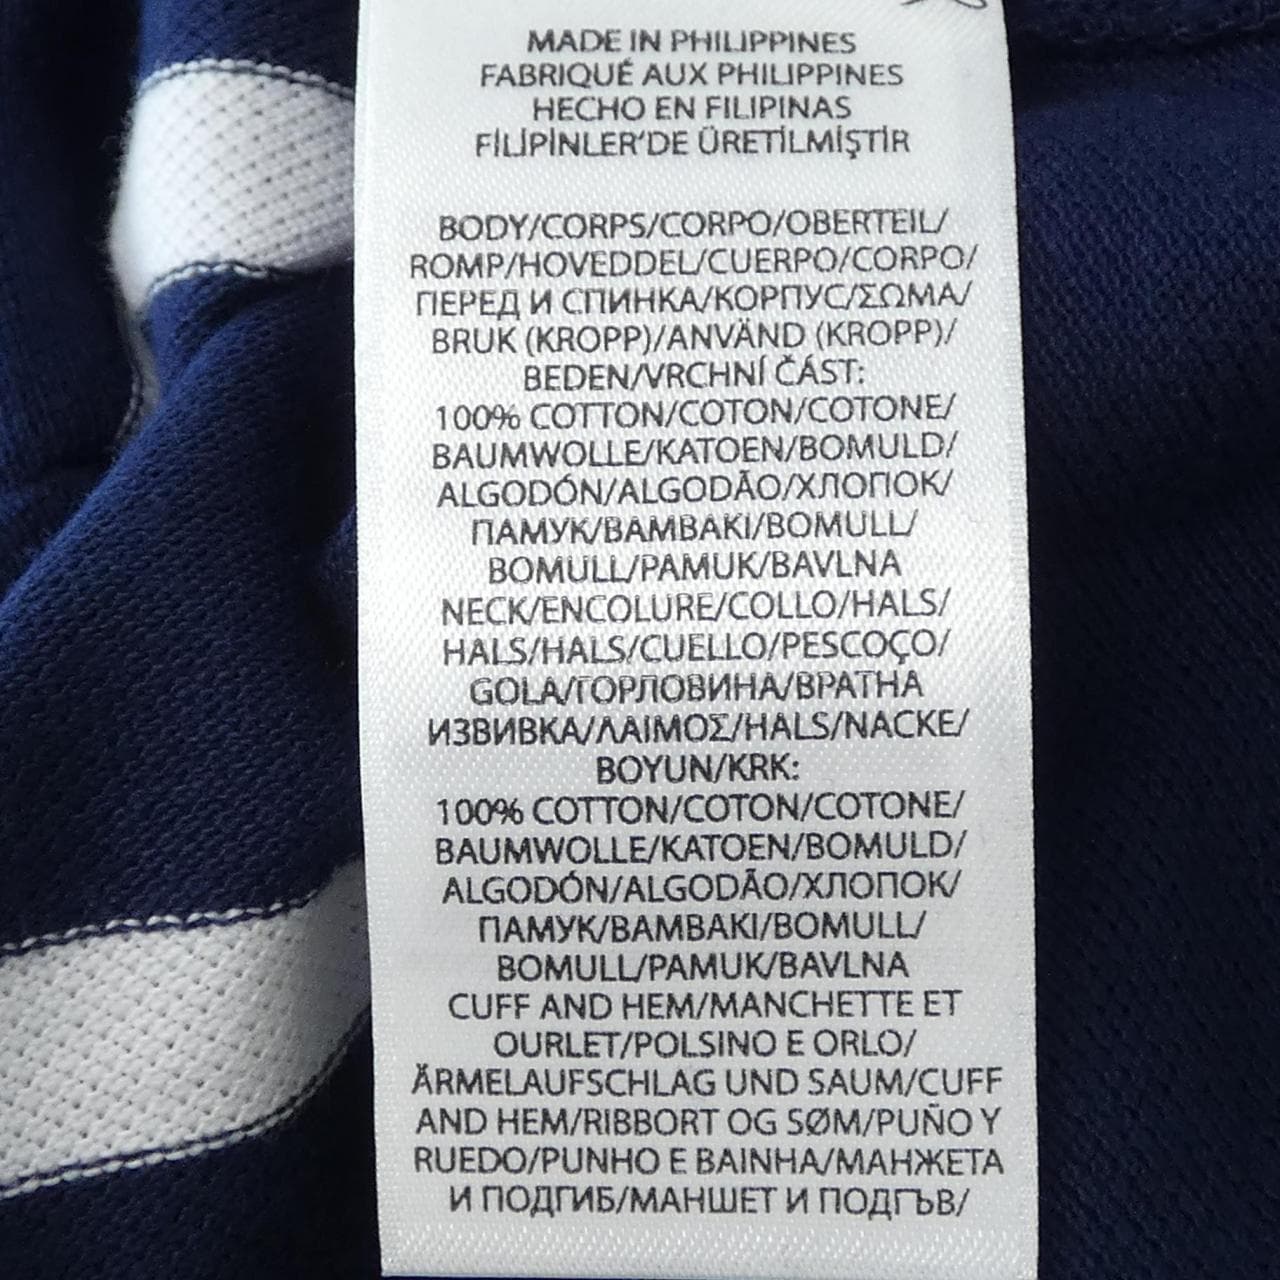 MADE IN PHILIPPINES
FABRIQUÉ AUX PHILIPPINES
HECHO EN FILIPINAS
FİLİPİNLER'DE ÜRETİLMİŞTİR
BODY/CORPS/CORPO/OBERTEIL/
ROMP/HOVEDDEL/CUERPO/CORPO/
ПЕРЕД И СПИНКА/КОРПУС/ΣΩΜΑ/
BRUK (KROPP)/ANVÄND (KROPP)/
BEDEN/VRCHNÍ ČÁST:
100% COTTON/COTON/COTONE/
BAUMWOLLE/KATOEN/BOMULD/
ALGODÓN/ALGODÃO/ХЛОПОК/
ПАМУК/ΒΑΜΒΑΚΙ/BOMULL/
BOMULL/PAMUK/BAVLNA
NECK/ENCOLURE/COLLO/HALS/
HALS/HALS/CUELLO/PESCOÇO/
GOLA/ГОРЛОВИНА/ВРАТНА
ИЗВИВКА/ΛΑΙΜΟΣ/HALS/NACKE/
BOYUN/KRK:
100% COTTON/COTON/COTONE/
BAUMWOLLE/KATOEN/BOMULD/
ALGODÓN/ALGODÃO/ХЛОПОК/
ПАМУК/ΒΑΜΒΑΚΙ/BOMULL/
BOMULL/PAMUK/BAVLNA
CUFF AND HEM/MANCHETTE ET
OURLET/POLSINO E ORLO/
ÄRMELAUFSCHLAG UND SAUM/CUFF
AND HEM/RIBBORT OG SØM/PUÑO Y
RUEDO/PUNHO E BAINHA/МАНЖЕТА
И ПОДГИБ/МАНШЕТ И ПОДГЪВ/